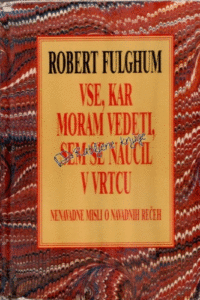 ROBERT FULGHUM
VSE, KAR
MORAM VEDETI,
SEM SE NAUČIL
V VRTCU
NENAVADNE MISLI O NAVADNIH REČEH